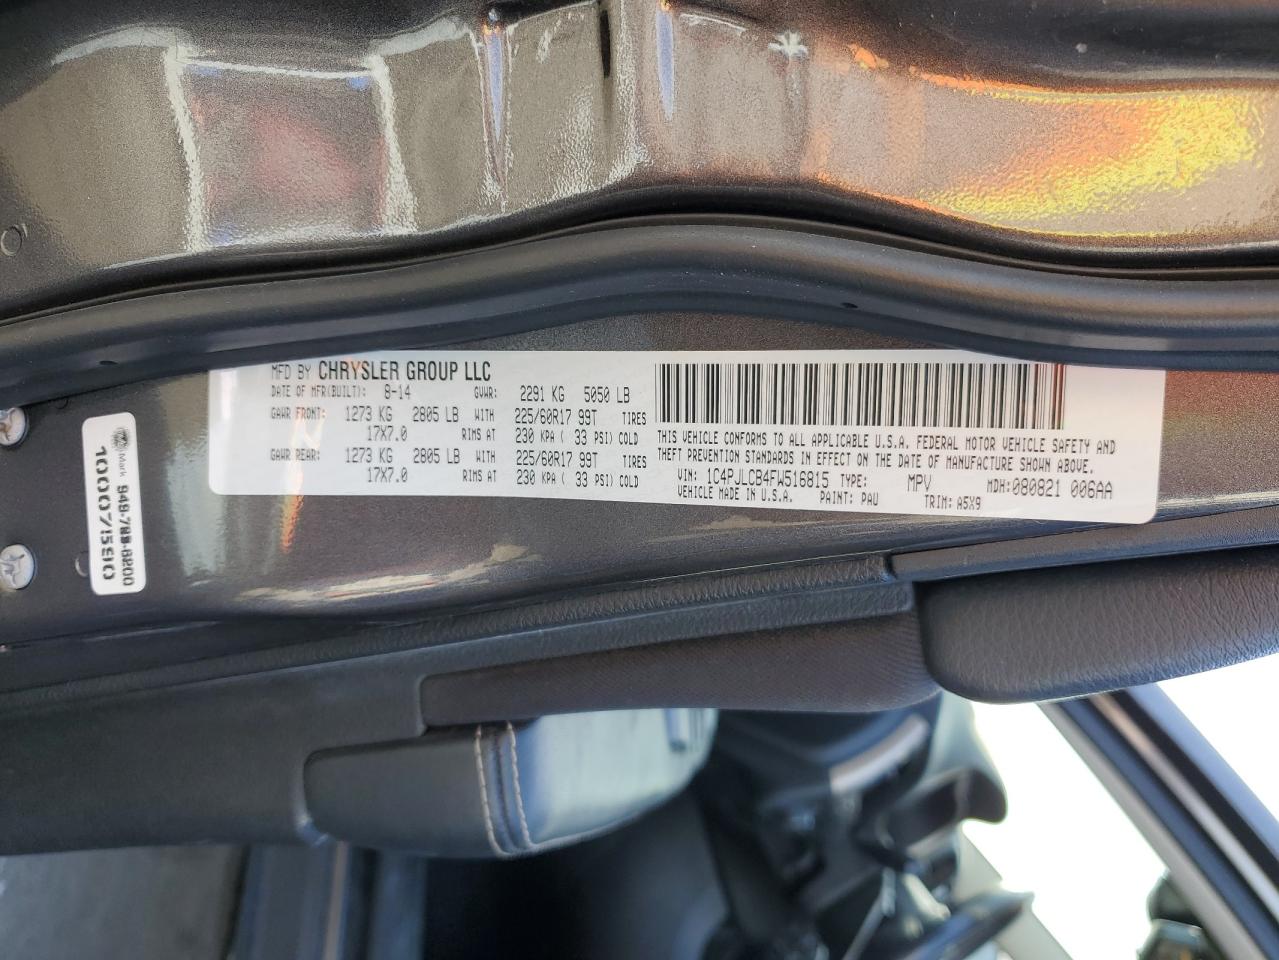 MFD BY CHRYSLER GROUP LLC
DATE OF MFR(BUILT): 8-14 GVWR: 2291 KG 5050 LB
GAWR FRONT: 1273 KG 2805 LB WITH 225/60R17 99T TIRES
17X7.0 RIMS AT 230 KPA ( 33 PSI) COLD
GAWR REAR: 1273 KG 2805 LB WITH 225/60R17 99T TIRES
17X7.0 RIMS AT 230 KPA ( 33 PSI) COLD
THIS VEHICLE CONFORMS TO ALL APPLICABLE U.S.A. FEDERAL MOTOR VEHICLE SAFETY AND
THEFT PREVENTION STANDARDS IN EFFECT ON THE DATE OF MANUFACTURE SHOWN ABOVE.
VIN: 1C4PJLCB4FW516815 TYPE: MPV MDH:080821 006AA
VEHICLE MADE IN U.S.A. PAINT: PAU TRIM: A5X9
Mark
10007590